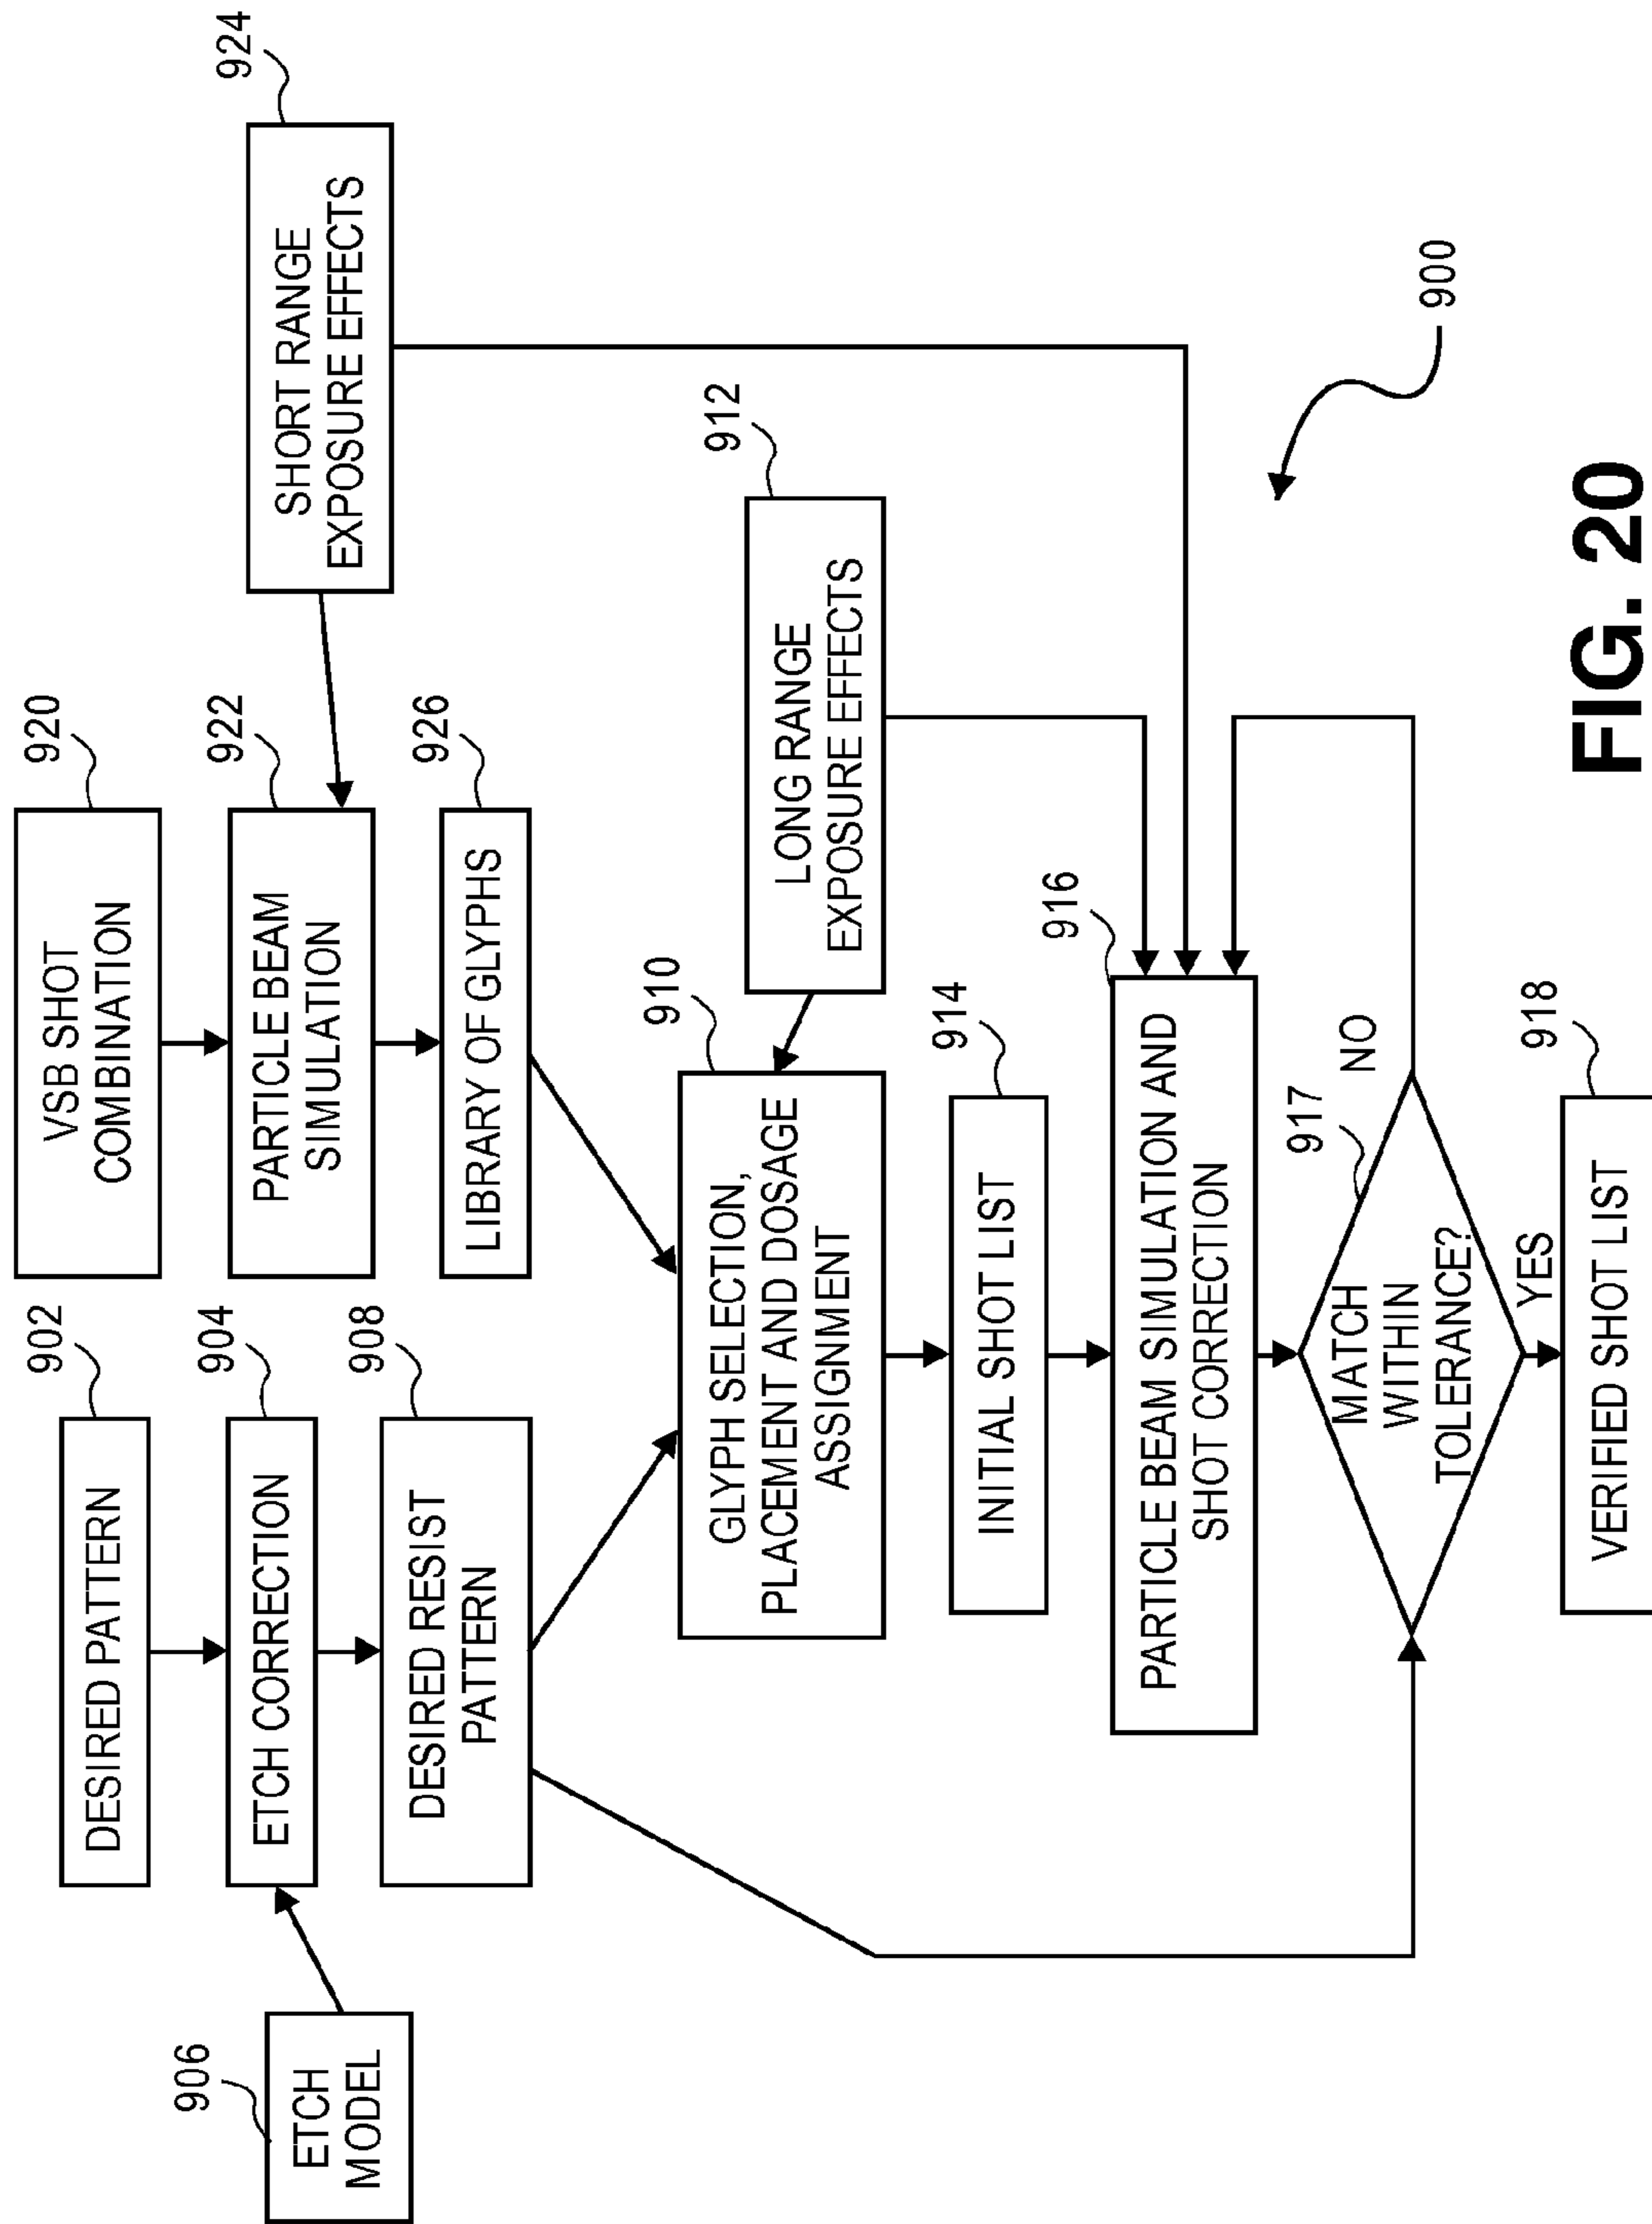 906
ETCH
MODEL
902
DESIRED PATTERN
904
ETCH CORRECTION
908
DESIRED RESIST
PATTERN
920
VSB SHOT
COMBINATION
922
PARTICLE BEAM
SIMULATION
926
LIBRARY OF GLYPHS
924
SHORT RANGE
EXPOSURE EFFECTS
912
LONG RANGE
EXPOSURE EFFECTS
910
GLYPH SELECTION,
PLACEMENT AND DOSAGE
ASSIGNMENT
914
INITIAL SHOT LIST
916
PARTICLE BEAM SIMULATION AND
SHOT CORRECTION
917
MATCH
WITHIN
TOLERANCE?
NO
YES
918
VERIFIED SHOT LIST
900
FIG. 20